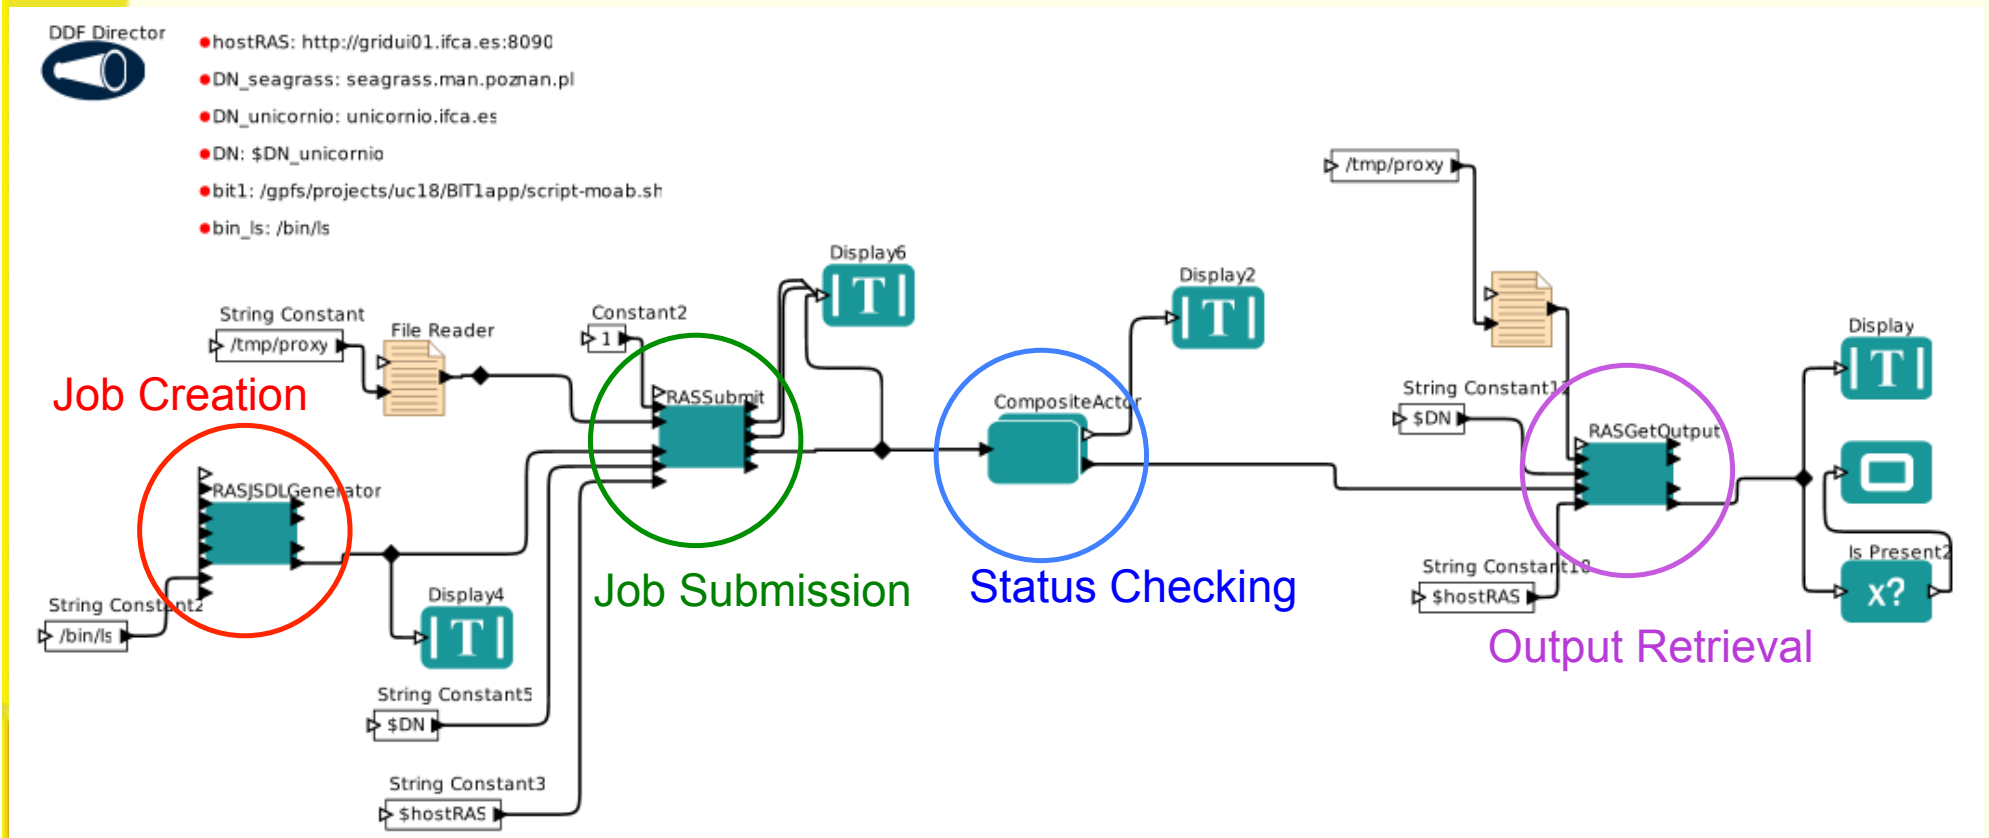 DDF Director
hostRAS: http://gridui01.ifca.es:8090
DN_seagrass: seagrass.man.poznan.pl
DN_unicornio: unicornio.ifca.es
DN: $DN_unicornio
bit1: /gpfs/projects/uc18/BIT1app/script-moab.sh
bin_ls: /bin/ls
/tmp/proxy
Display6
T
Display2
T
String Constant
/tmp/proxy
File Reader
Constant2
1
Display
T
Job Creation
RASSubmit
CompositeActor
String Constant11
$DN
RASGetOutput
RASJSDLGenerator
Is Present2
x?
String Constant10
$hostRAS
Job Submission
Status Checking
Output Retrieval
String Constant2
/bin/ls
Display4
T
String Constant5
$DN
String Constant3
$hostRAS